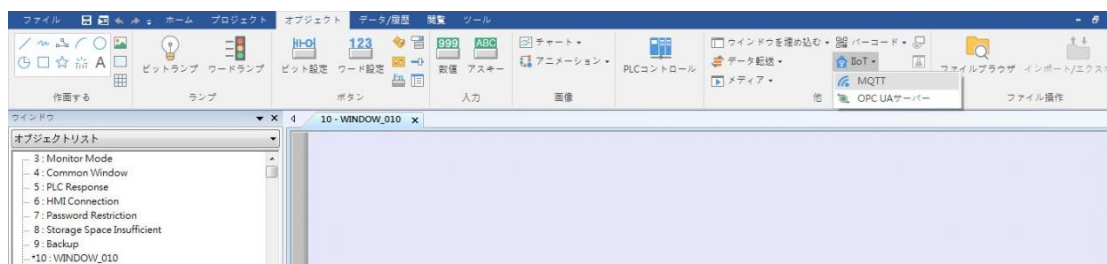 ファイル ホーム プロジェクト オブジェクト データ/履歴 閲覧 ツール
ビットランプ ワードランプ ビット設定 ワード設定 数値 アスキー チャート アニメーション PLCコントロール ウインドウを埋め込む バーコード データ転送 IIoT メディア ファイルブラウザ インポート/エクスポ
MQTT
OPC UAサーバー
作画する ランプ ボタン 入力 画像 他 ファイル操作
ウインドウ
10 - WINDOW_010
オブジェクトリスト
3 : Monitor Mode
4 : Common Window
5 : PLC Response
6 : HMI Connection
7 : Password Restriction
8 : Storage Space Insufficient
9 : Backup
*10 : WINDOW_010